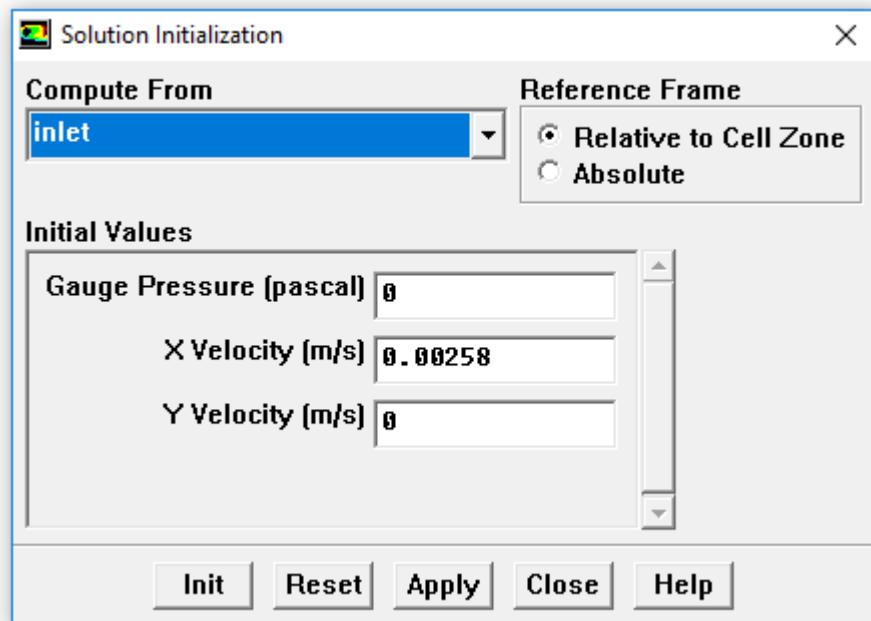 Solution Initialization
Compute From
inlet
Reference Frame
Relative to Cell Zone
Absolute
Initial Values
Gauge Pressure (pascal) 0
X Velocity (m/s) 0.00258
Y Velocity (m/s) 0
Init Reset Apply Close Help